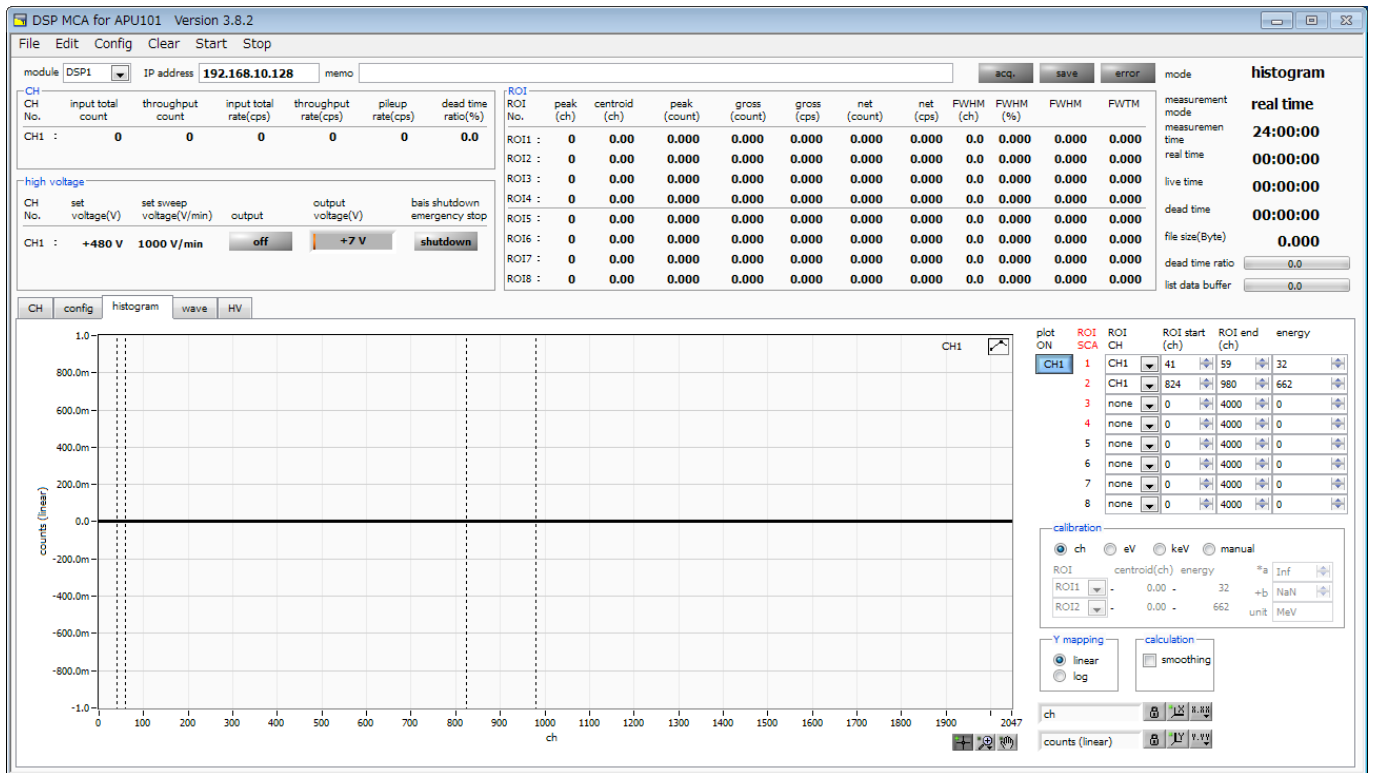 DSP MCA for APU101 Version 3.8.2
File Edit Config Clear Start Stop
module DSP1 IP address 192.168.10.128 memo acq. save error mode histogram
CH
CH No. input total count throughput count input total rate(cps) throughput rate(cps) pileup rate(cps) dead time ratio(%)
CH1 : 0 0 0 0 0 0.0
high voltage
CH No. set voltage(V) set sweep voltage(V/min) output output voltage(V) bais shutdown emergency stop
CH1 : +480 V 1000 V/min off +7 V shutdown
ROI
ROI No. peak (ch) centroid (ch) peak (count) gross (count) gross (cps) net (count) net (cps) FWHM (ch) FWHM (%) FWHM FWTM
ROI1 : 0 0.00 0.000 0.000 0.000 0.000 0.000 0.0 0.000 0.000 0.000
ROI2 : 0 0.00 0.000 0.000 0.000 0.000 0.000 0.0 0.000 0.000 0.000
ROI3 : 0 0.00 0.000 0.000 0.000 0.000 0.000 0.0 0.000 0.000 0.000
ROI4 : 0 0.00 0.000 0.000 0.000 0.000 0.000 0.0 0.000 0.000 0.000
ROI5 : 0 0.00 0.000 0.000 0.000 0.000 0.000 0.0 0.000 0.000 0.000
ROI6 : 0 0.00 0.000 0.000 0.000 0.000 0.000 0.0 0.000 0.000 0.000
ROI7 : 0 0.00 0.000 0.000 0.000 0.000 0.000 0.0 0.000 0.000 0.000
ROI8 : 0 0.00 0.000 0.000 0.000 0.000 0.000 0.0 0.000 0.000 0.000
measurement mode real time
measuremen time 24:00:00
real time 00:00:00
live time 00:00:00
dead time 00:00:00
file size(Byte) 0.000
dead time ratio 0.0
list data buffer 0.0
CH config histogram wave HV
CH1
counts (linear)
1.0
800.0m
600.0m
400.0m
200.0m
0.0
-200.0m
-400.0m
-600.0m
-800.0m
-1.0
0 100 200 300 400 500 600 700 800 900 1000 1100 1200 1300 1400 1500 1600 1700 1800 1900 2047
ch
plot ON ROI SCA ROI CH ROI start (ch) ROI end (ch) energy
CH1 1 CH1 41 59 32
2 CH1 824 980 662
3 none 0 4000 0
4 none 0 4000 0
5 none 0 4000 0
6 none 0 4000 0
7 none 0 4000 0
8 none 0 4000 0
calibration
ch eV keV manual
ROI centroid(ch) energy *a Inf
ROI1 - 0.00 - 32 +b NaN
ROI2 - 0.00 - 662 unit MeV
Y mapping
linear
log
calculation
smoothing
ch X X.XX
counts (linear) Y Y.YY